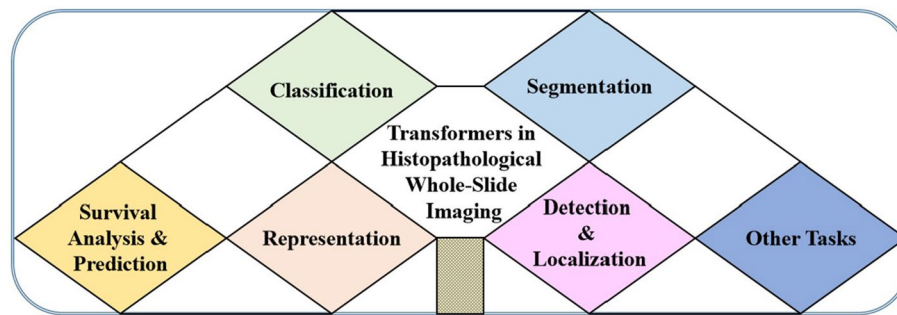 Classification
Segmentation
Transformers in
Histopathological
Whole-Slide
Imaging
Survival
Analysis &
Prediction
Representation
Detection
&
Localization
Other Tasks